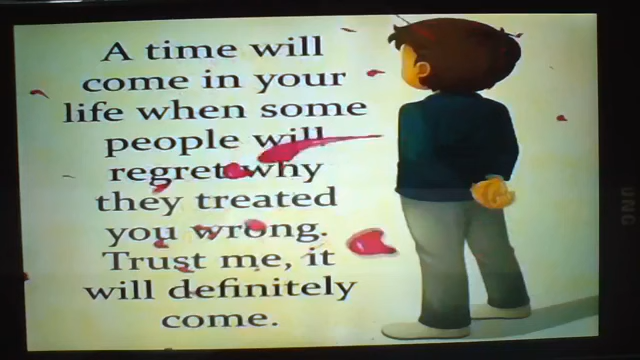 A time will
come in your
life when some
people will
regret why
they treated
you wrong.
Trust me, it
will definitely
come.